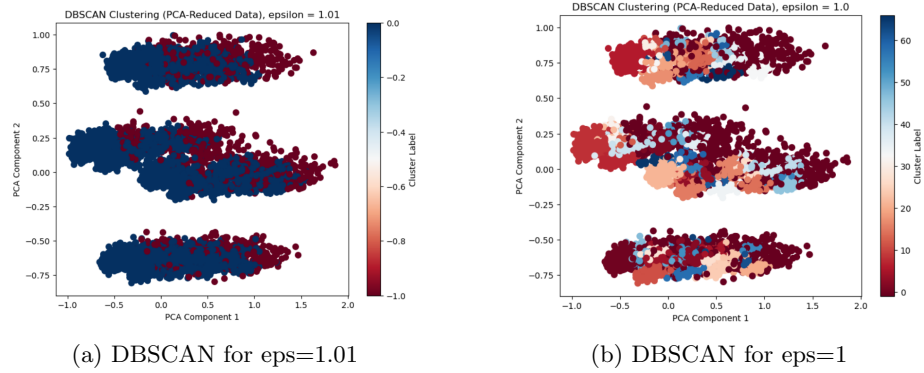 DBSCAN Clustering (PCA-Reduced Data), epsilon = 1.01
1.00
0.75
0.50
0.25
0.00
−0.25
−0.50
−0.75
PCA Component 2
−1.0 −0.5 0.0 0.5 1.0 1.5 2.0
PCA Component 1
0.0
−0.2
−0.4
−0.6
−0.8
−1.0
Cluster Label
(a) DBSCAN for eps=1.01
DBSCAN Clustering (PCA-Reduced Data), epsilon = 1.0
1.00
0.75
0.50
0.25
0.00
−0.25
−0.50
−0.75
PCA Component 2
−1.0 −0.5 0.0 0.5 1.0 1.5 2.0
PCA Component 1
60
50
40
30
20
10
0
Cluster Label
(b) DBSCAN for eps=1